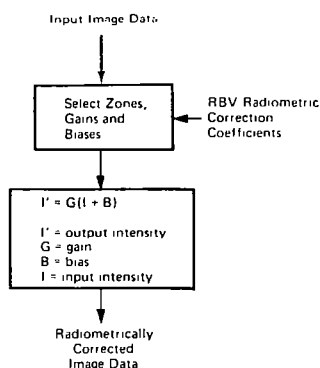 Input Image Data
Select Zones,
Gains and
Biases
RBV Radiometric
Correction
Coefficients
I' = G(I + B)
I' = output intensity
G = gain
B = bias
I = input intensity
Radiometrically
Corrected
Image Data